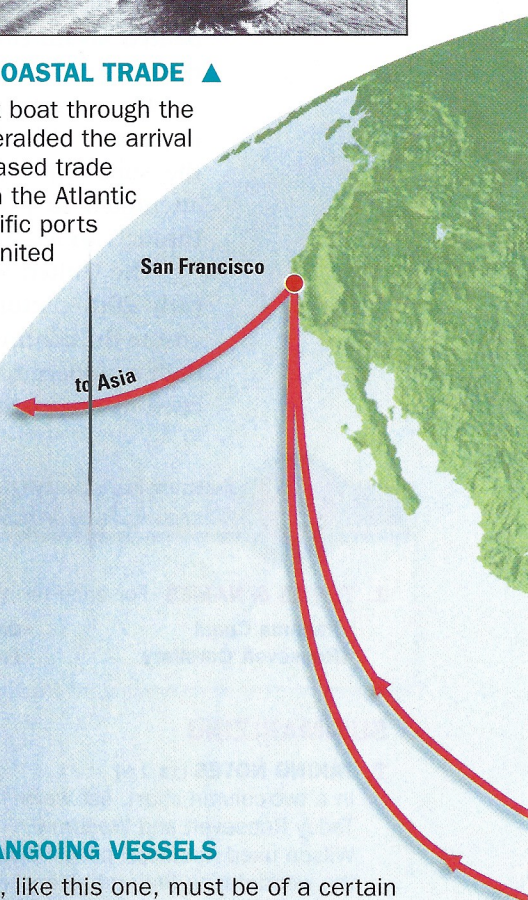 OASTAL TRADE ▲
boat through the
eralded the arrival
ased trade
the Atlantic
ific ports
nited
San Francisco
to Asia
ANGOING VESSELS
, like this one, must be of a certain